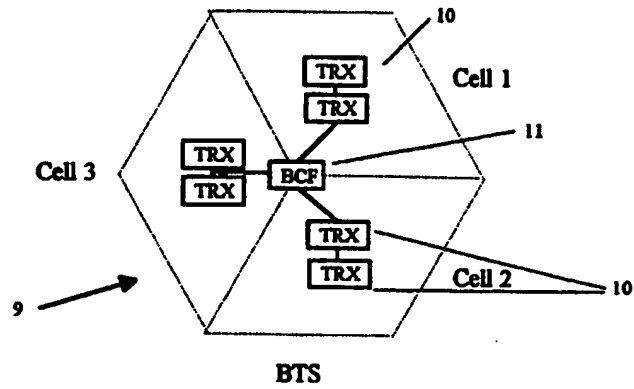 10
TRX
Cell 1
TRX
11
TRX
Cell 3
BCF
TRX
TRX
TRX
Cell 2
10
9
BTS